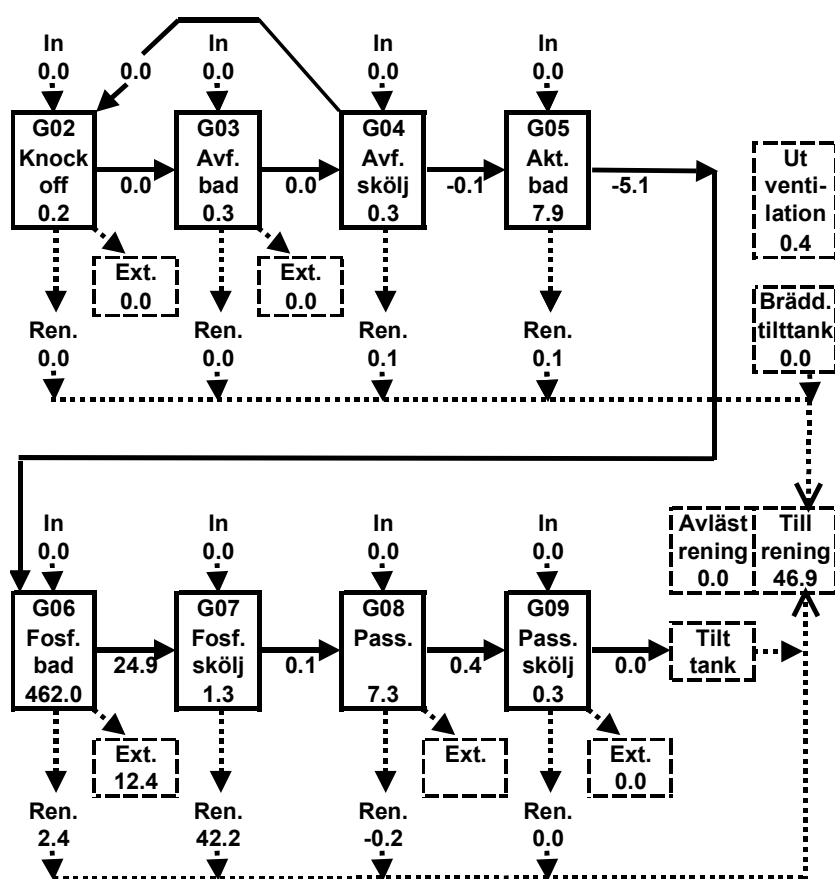 In In In In
0.0 0.0 0.0 0.0 0.0
G02
Knock
off
0.2
0.0
G03
Avf.
bad
0.3
0.0
G04
Avf.
skölj
0.3
-0.1
G05
Akt.
bad
7.9
-5.1
Ut
venti-
lation
0.4
Ext.
0.0
Ext.
0.0
Ren. Ren. Ren. Ren.
0.0 0.0 0.1 0.1
Brädd.
tilttank
0.0
In In In In
0.0 0.0 0.0 0.0
Avläst
rening
0.0
Till
rening
46.9
G06
Fosf.
bad
462.0
24.9
G07
Fosf.
skölj
1.3
0.1
G08
Pass.
7.3
0.4
G09
Pass.
skölj
0.3
0.0
Tilt
tank
Ext.
12.4
Ext.
Ext.
0.0
Ren. Ren. Ren. Ren.
2.4 42.2 -0.2 0.0